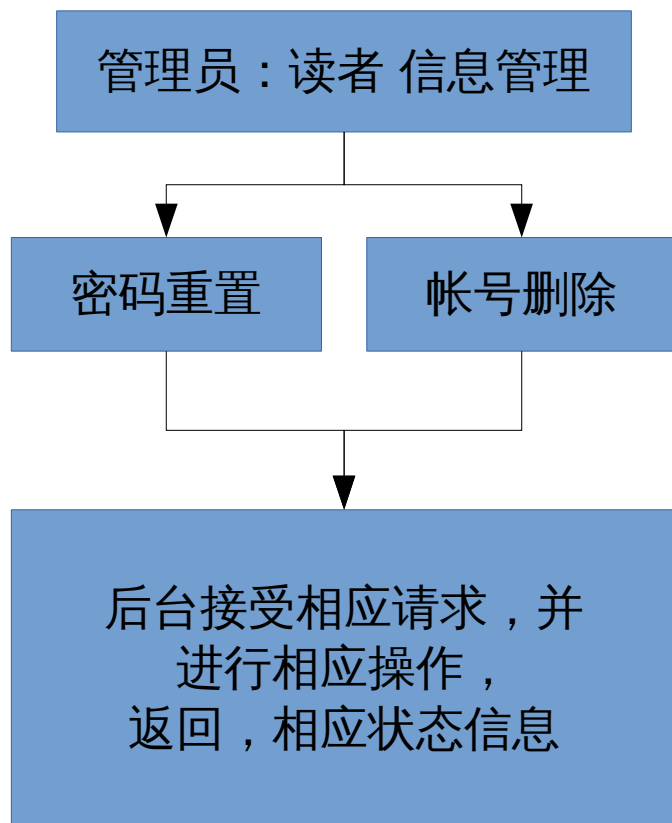 管理员：读者 信息管理
密码重置
帐号删除
后台接受相应请求，并
进行相应操作，
返回，相应状态信息